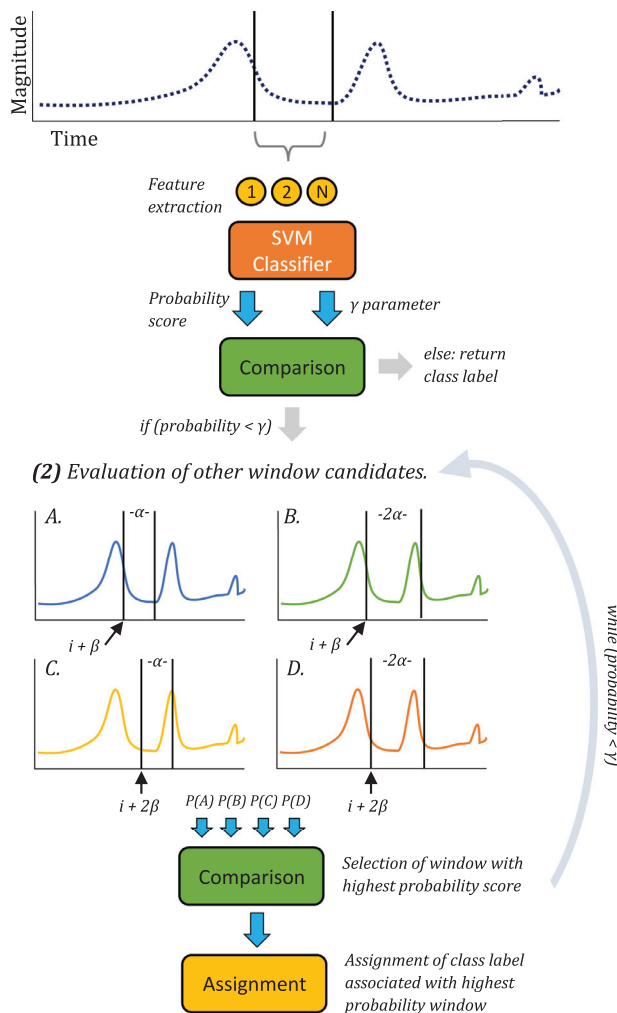 Magnitude
Time
Feature
extraction
1 2 N
SVM
Classifier
Probability
score
γ parameter
Comparison
else: return
class label
if (probability < γ)
(2) Evaluation of other window candidates.
A.
-α-
B.
-2α-
i + β
i + β
C.
-α-
D.
-2α-
i + 2β
i + 2β
while (probability < γ)
P(A) P(B) P(C) P(D)
Comparison
Selection of window with
highest probability score
Assignment
Assignment of class label
associated with highest
probability window